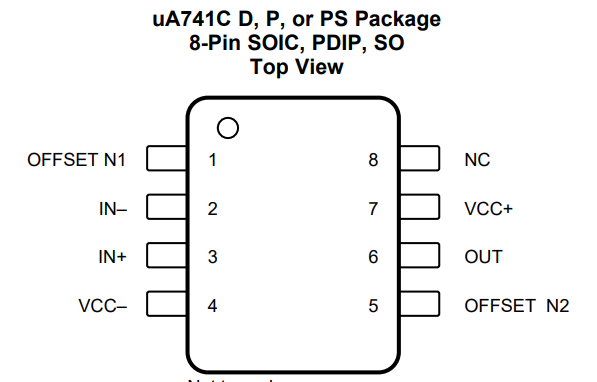 uA741C D, P, or PS Package
8-Pin SOIC, PDIP, SO
Top View
OFFSET N1 1 8 NC
IN– 2 7 VCC+
IN+ 3 6 OUT
VCC– 4 5 OFFSET N2